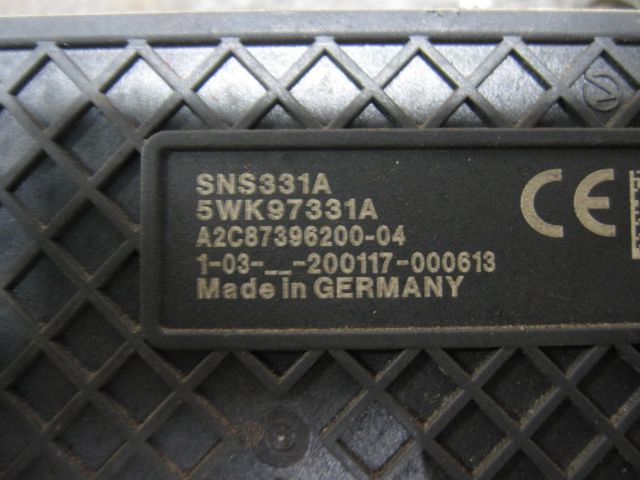 SNS331A
5WK97331A
A2C87396200-04
1-03-__-200117-000613
Made in GERMANY
CE